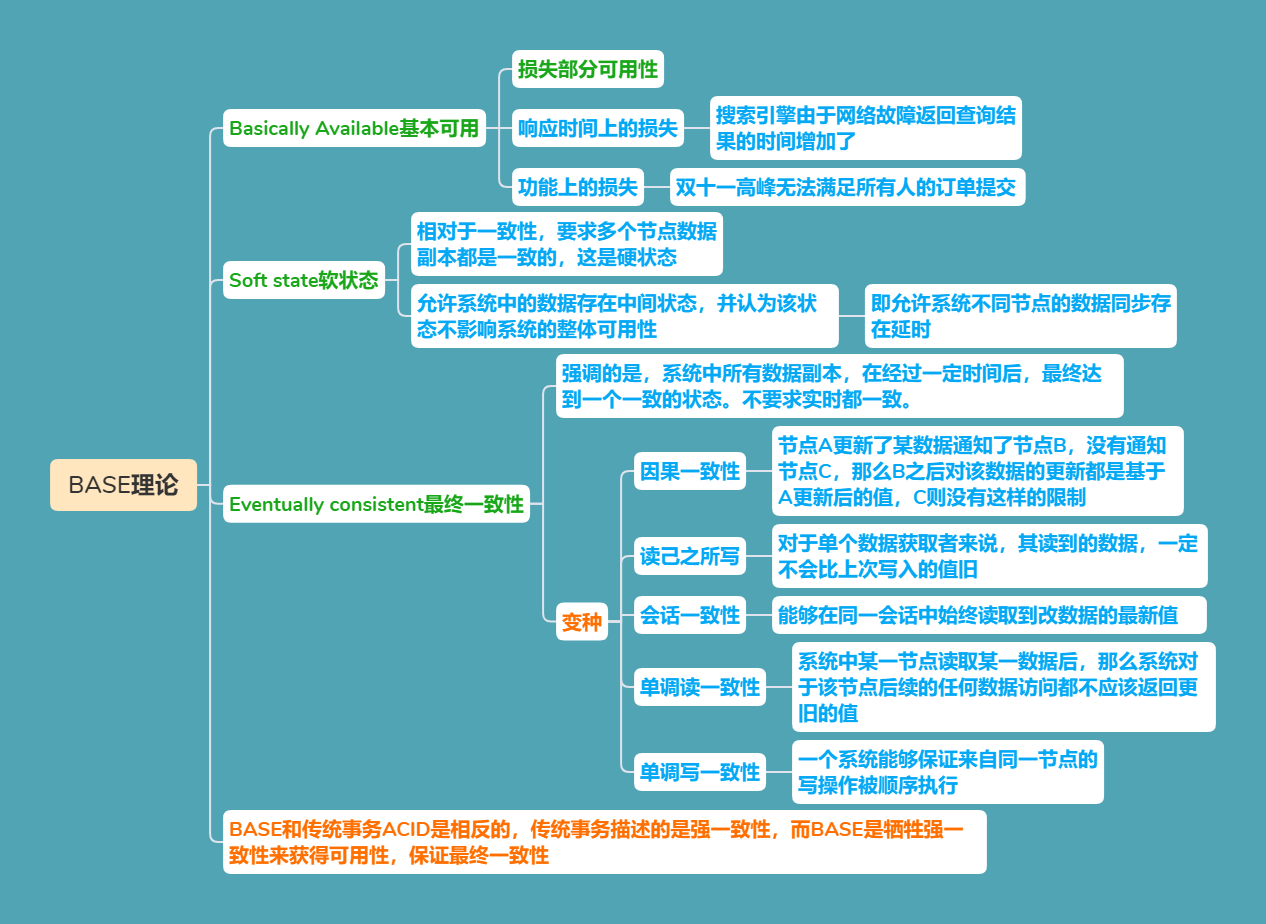 BASE理论
Basically Available基本可用
损失部分可用性
响应时间上的损失
搜索引擎由于网络故障返回查询结
果的时间增加了
功能上的损失
双十一高峰无法满足所有人的订单提交
Soft state软状态
相对于一致性，要求多个节点数据
副本都是一致的，这是硬状态
允许系统中的数据存在中间状态，并认为该状
态不影响系统的整体可用性
即允许系统不同节点的数据同步存
在延时
Eventually consistent最终一致性
强调的是，系统中所有数据副本，在经过一定时间后，最终达
到一个一致的状态。不要求实时都一致。
变种
因果一致性
节点A更新了某数据通知了节点B，没有通知
节点C，那么B之后对该数据的更新都是基于
A更新后的值，C则没有这样的限制
读己之所写
对于单个数据获取者来说，其读到的数据，一定
不会比上次写入的值旧
会话一致性
能够在同一会话中始终读取到改数据的最新值
单调读一致性
系统中某一节点读取某一数据后，那么系统对
于该节点后续的任何数据访问都不应该返回更
旧的值
单调写一致性
一个系统能够保证来自同一节点的
写操作被顺序执行
BASE和传统事务ACID是相反的，传统事务描述的是强一致性，而BASE是牺牲强一
致性来获得可用性，保证最终一致性